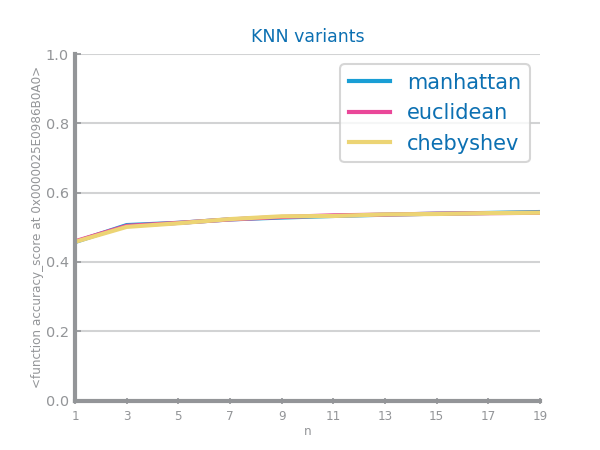 KNN variants
<function accuracy_score at 0x0000025E0986B0A0>
1.0
0.8
0.6
0.4
0.2
0.0
manhattan
euclidean
chebyshev
1 3 5 7 9 11 13 15 17 19
n